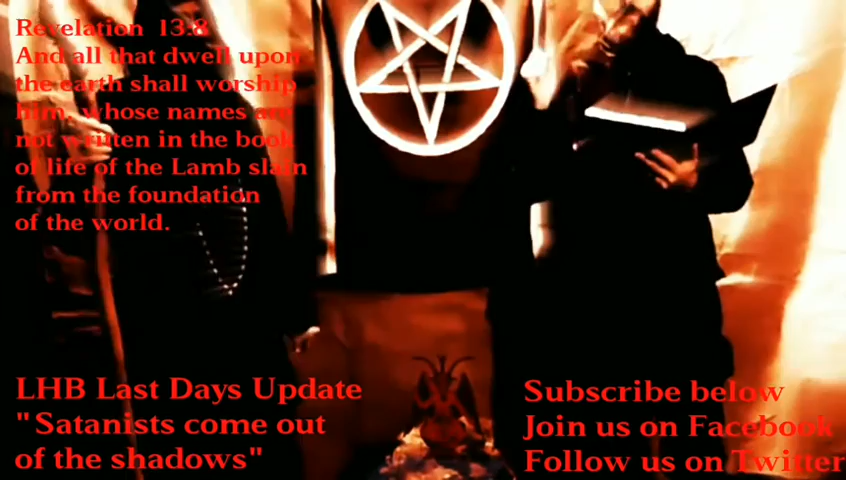 Revelation 13:8
And all that dwell upon
the earth shall worship
him, whose names are
not written in the book
of life of the Lamb slain
from the foundation
of the world.
LHB Last Days Update
"Satanists come out
of the shadows"
Subscribe below
Join us on Facebook
Follow us on Twitter